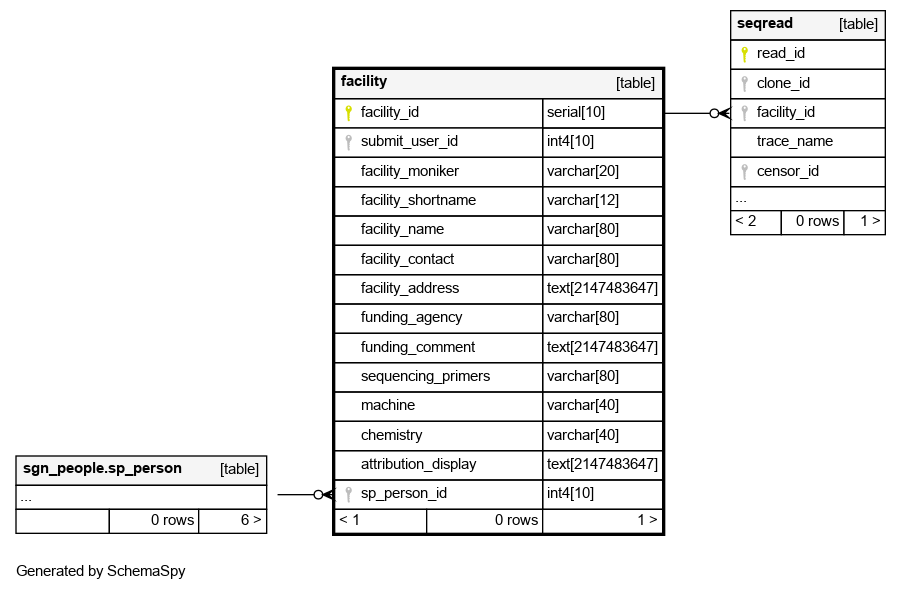 seqread [table]
read_id
clone_id
facility_id
trace_name
censor_id
...
< 2 0 rows 1 >
facility [table]
facility_id serial[10]
submit_user_id int4[10]
facility_moniker varchar[20]
facility_shortname varchar[12]
facility_name varchar[80]
facility_contact varchar[80]
facility_address text[2147483647]
funding_agency varchar[80]
funding_comment text[2147483647]
sequencing_primers varchar[80]
machine varchar[40]
chemistry varchar[40]
attribution_display text[2147483647]
sp_person_id int4[10]
< 1 0 rows 1 >
sgn_people.sp_person [table]
...
0 rows 6 >
Generated by SchemaSpy